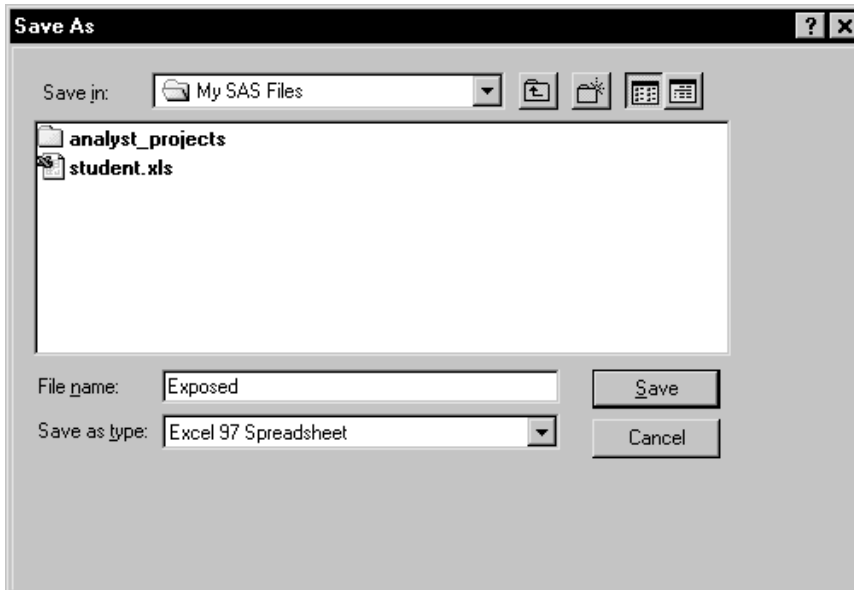 Save As
Save in: My SAS Files
analyst_projects
student.xls
File name: Exposed
Save
Save as type: Excel 97 Spreadsheet
Cancel